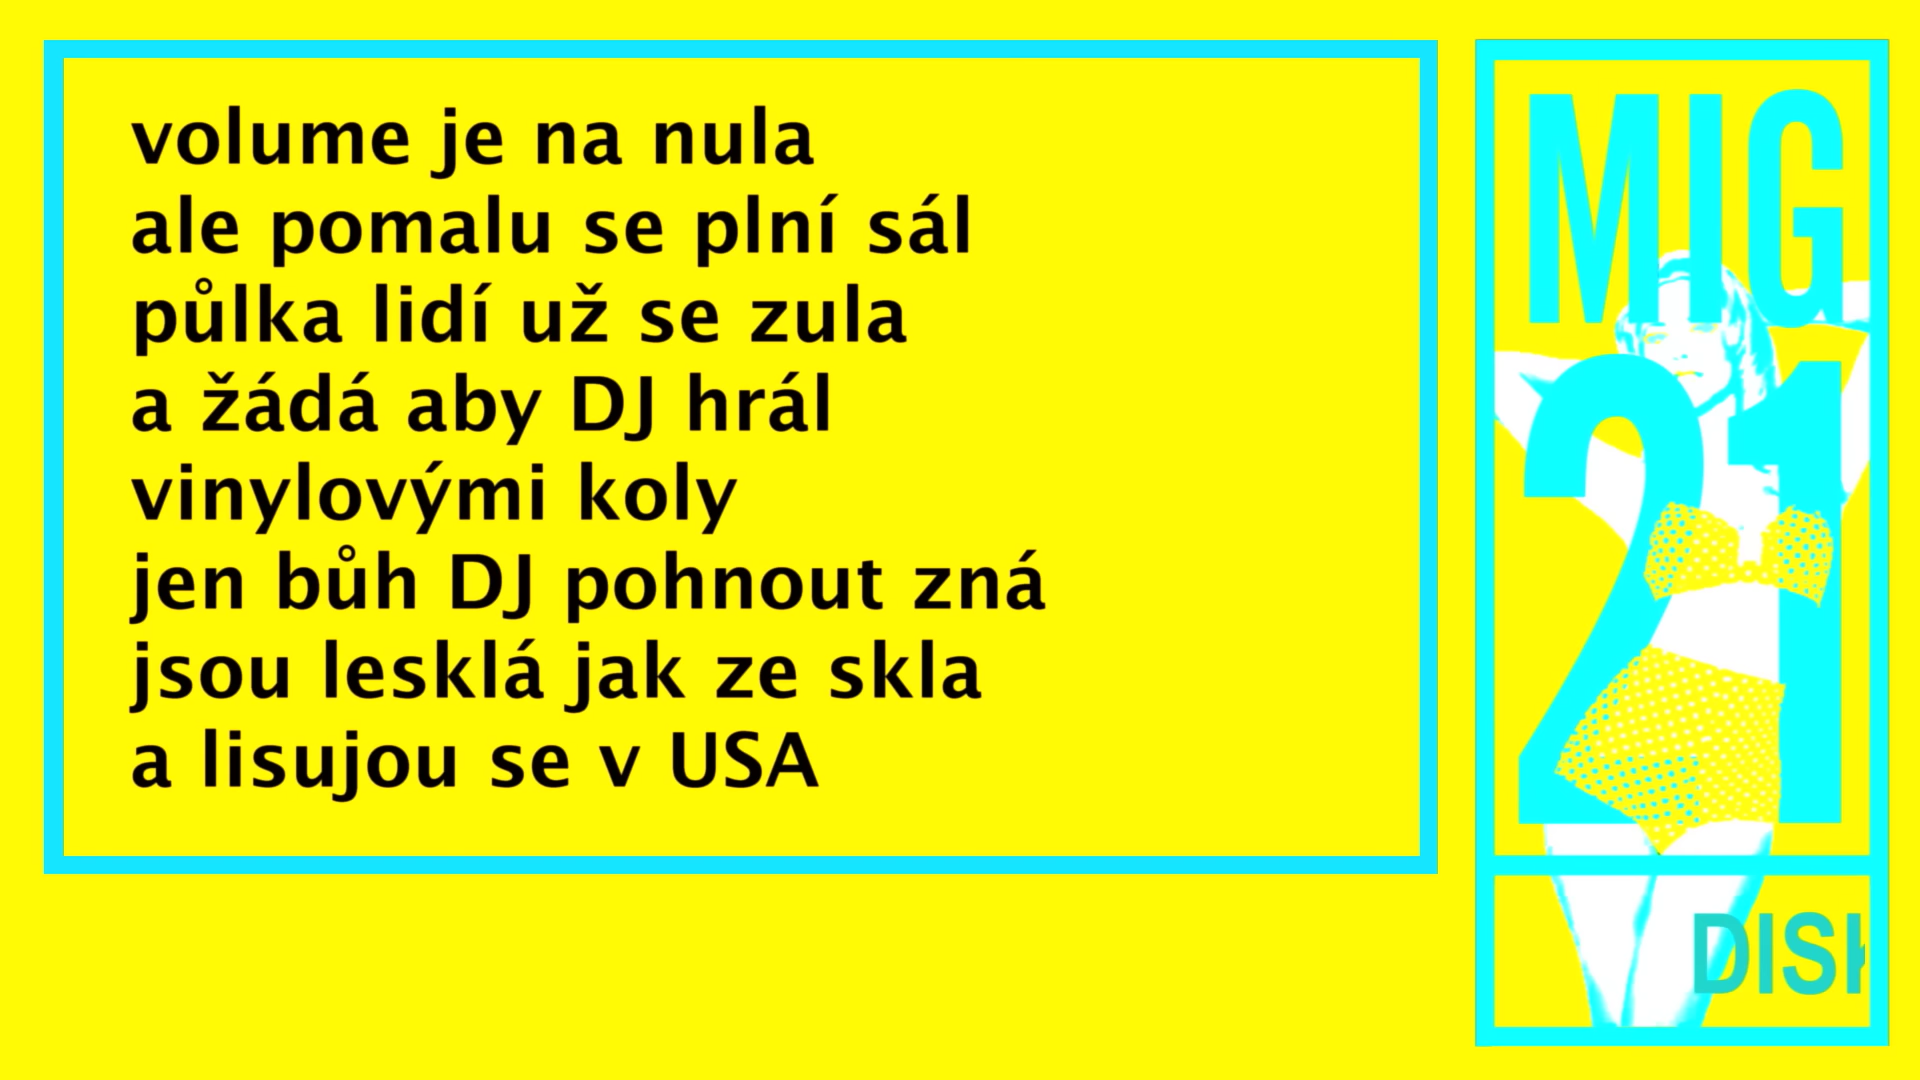 volume je na nula
ale pomalu se plní sál
půlka lidí už se zula
a žádá aby DJ hrál
vinylovými koly
jen bůh DJ pohnout zná
jsou lesklá jak ze skla
a lisujou se v USA
MIG
21
DISK